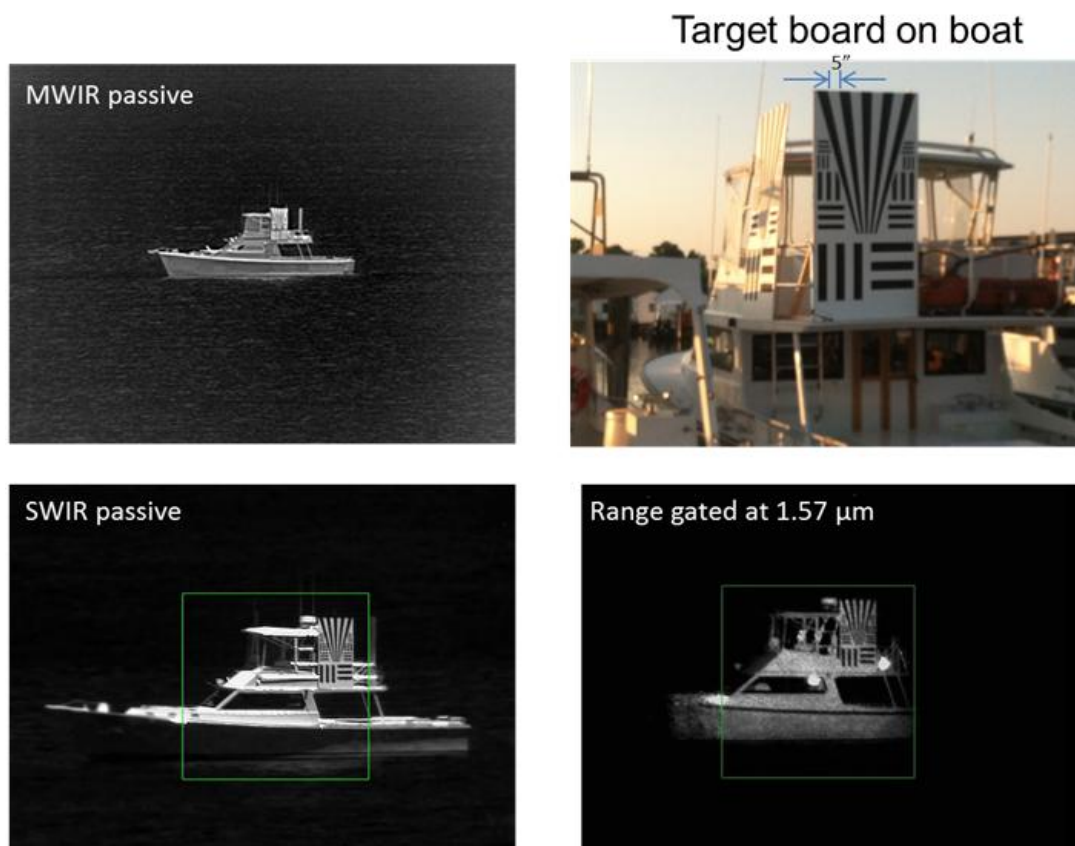 Target board on boat
MWIR passive
5”
SWIR passive
Range gated at 1.57 μm